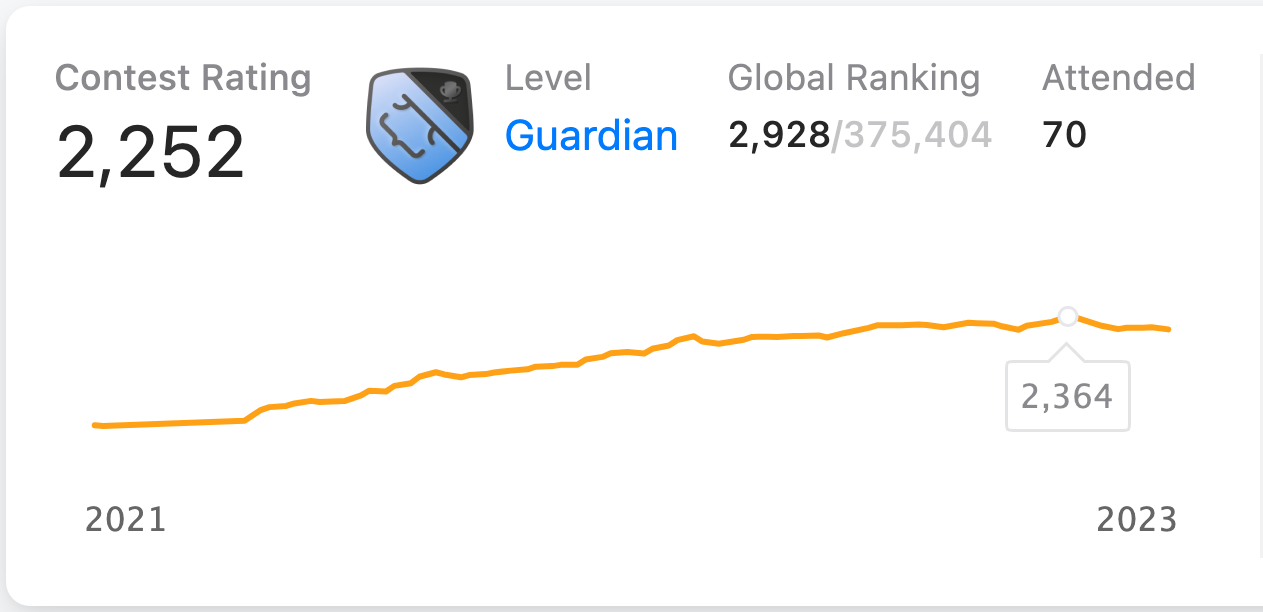 Contest Rating
2,252
Level
Guardian
Global Ranking
2,928/375,404
Attended
70
2,364
2021
2023